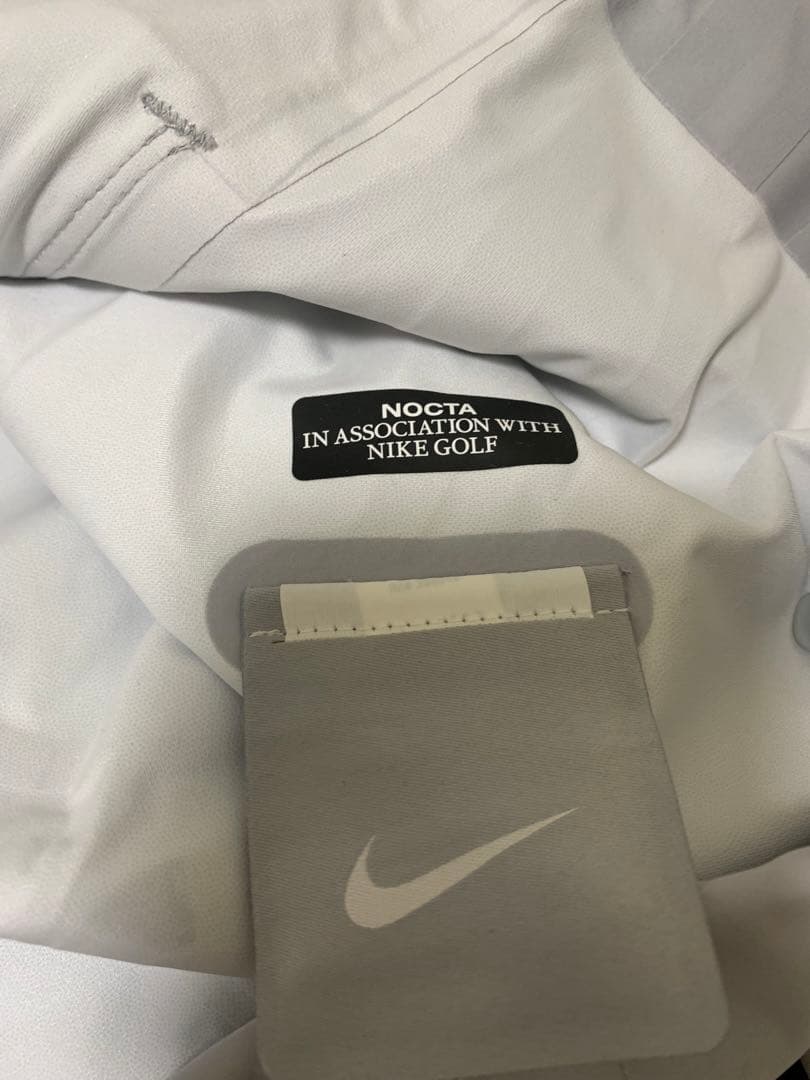 NOCTA
IN ASSOCIATION WITH
NIKE GOLF